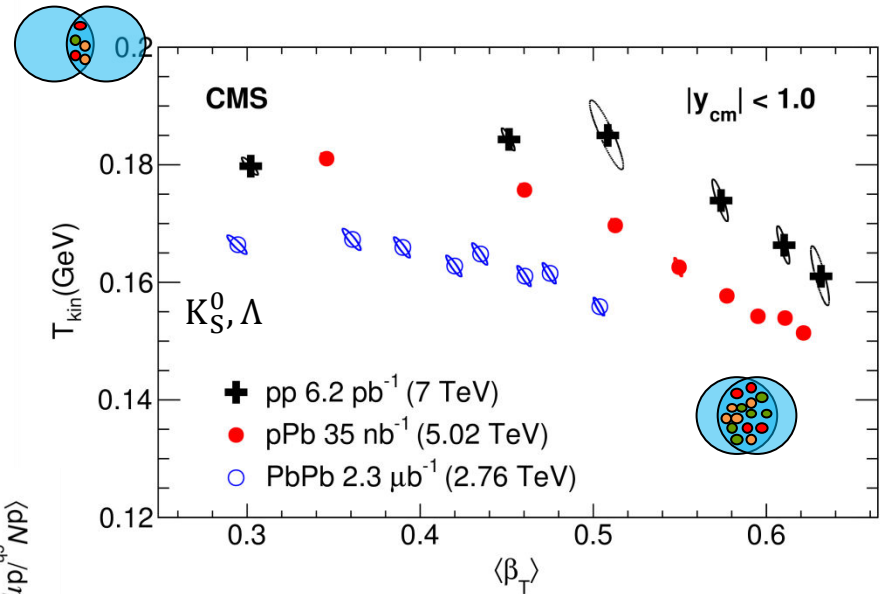 0.2
CMS
|y_cm| < 1.0
0.18
0.16
0.14
0.12
T_kin(GeV)
K⁰_S, Λ
pp 6.2 pb⁻¹ (7 TeV)
pPb 35 nb⁻¹ (5.02 TeV)
PbPb 2.3 μb⁻¹ (2.76 TeV)
0.3 0.4 0.5 0.6
⟨β_T⟩